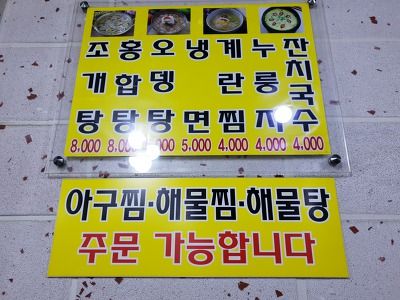 조개탕
8,000
홍합탕
8,000
오뎅탕
냉면
5,000
계란찜
4,000
누룽지
4,000
잔치국수
4,000
아구찜·해물찜·해물탕
주문 가능합니다